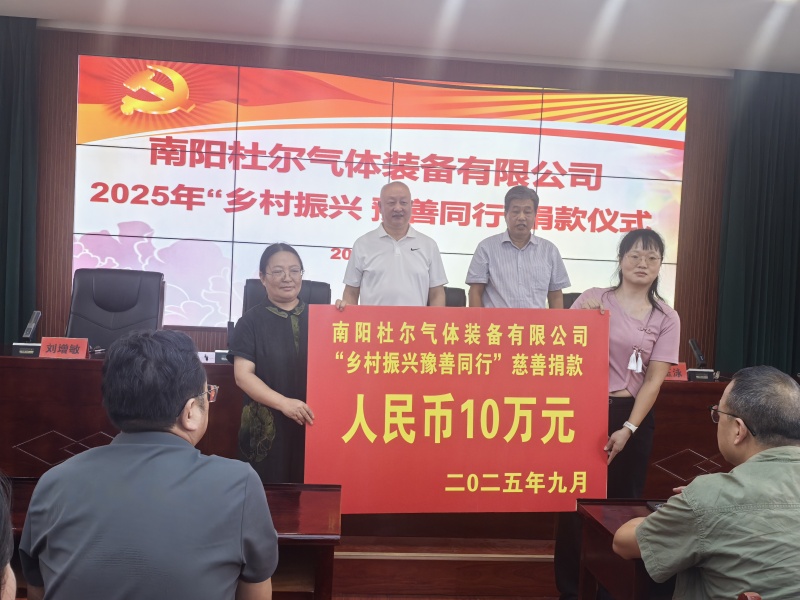 南阳杜尔气体装备有限公司
2025年“乡村振兴 豫善同行”捐款仪式
20
刘增敏
南阳杜尔气体装备有限公司
“乡村振兴豫善同行”慈善捐款
人民币10万元
二〇二五年九月